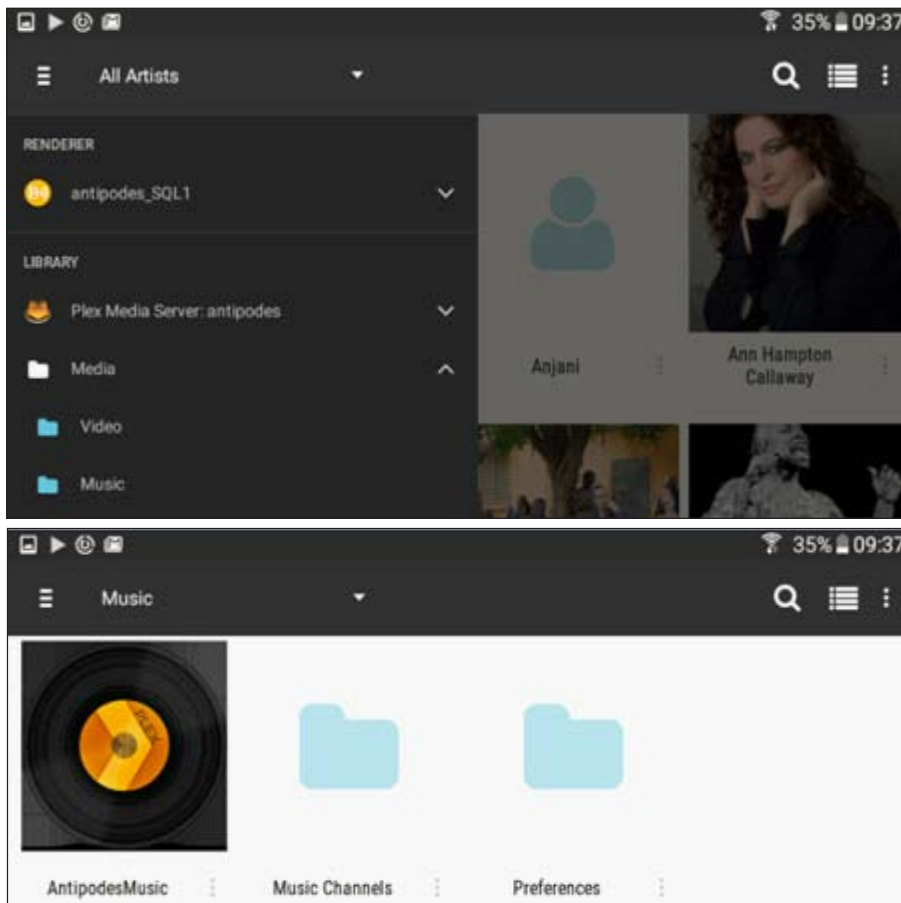 35% 09:37
All Artists
RENDERER
antipodes_SQL1
LIBRARY
Plex Media Server: antipodes
Media
Video
Music
Anjani
Ann Hampton
Callaway
35% 09:37
Music
PLEX
AntipodesMusic
Music Channels
Preferences